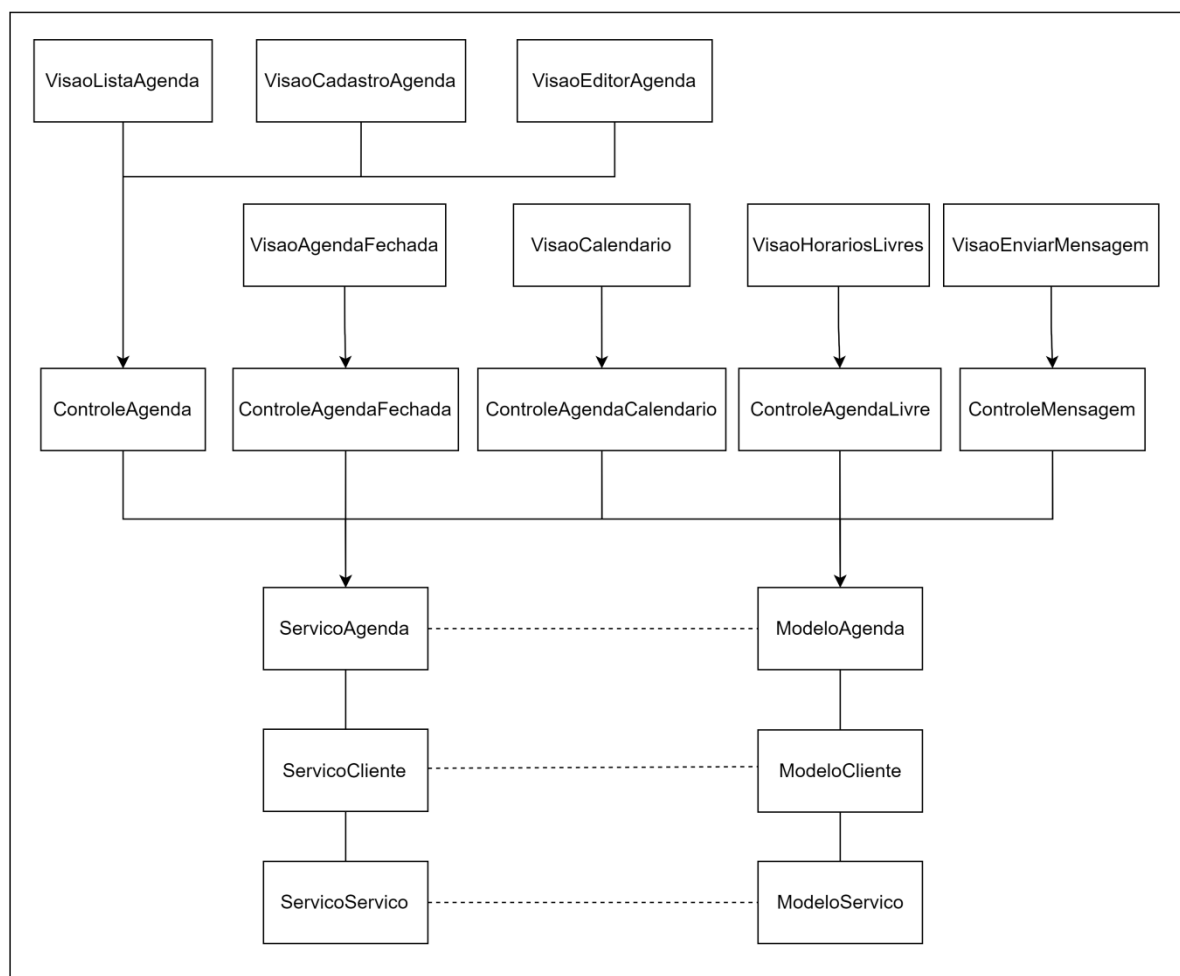 VisaoListaAgenda
VisaoCadastroAgenda
VisaoEditorAgenda
VisaoAgendaFechada
VisaoCalendario
VisaoHorariosLivres
VisaoEnviarMensagem
ControleAgenda
ControleAgendaFechada
ControleAgendaCalendario
ControleAgendaLivre
ControleMensagem
ServicoAgenda
ModeloAgenda
ServicoCliente
ModeloCliente
ServicoServico
ModeloServico